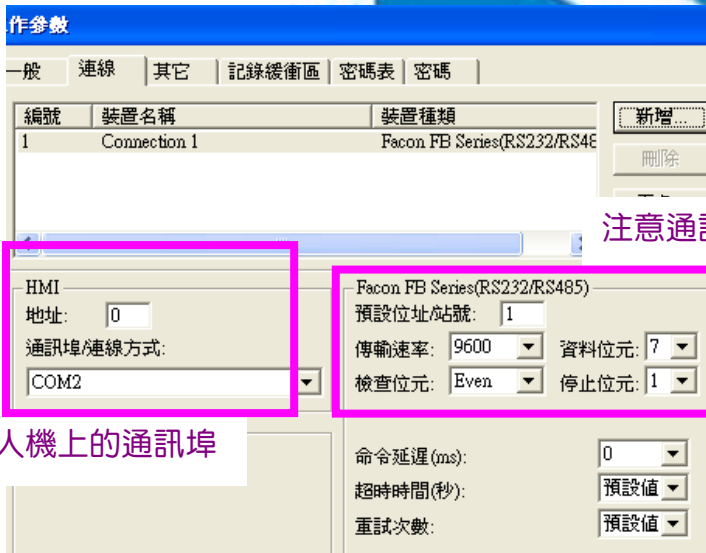 作參數
一般 連線 其它 記錄緩衝區 密碼表 密碼
編號 裝置名稱 裝置種類
1 Connection 1 Facon FB Series(RS232/RS48
新增...
刪除
注意通
HMI
地址: 0
通訊埠/連線方式:
COM2
人機上的通訊埠
Facon FB Series(RS232/RS485)
預設位址/站號: 1
傳輸速率: 9600 資料位元: 7
檢查位元: Even 停止位元: 1
命令延遲(ms): 0
超時時間(秒): 預設値
重試次數: 預設値